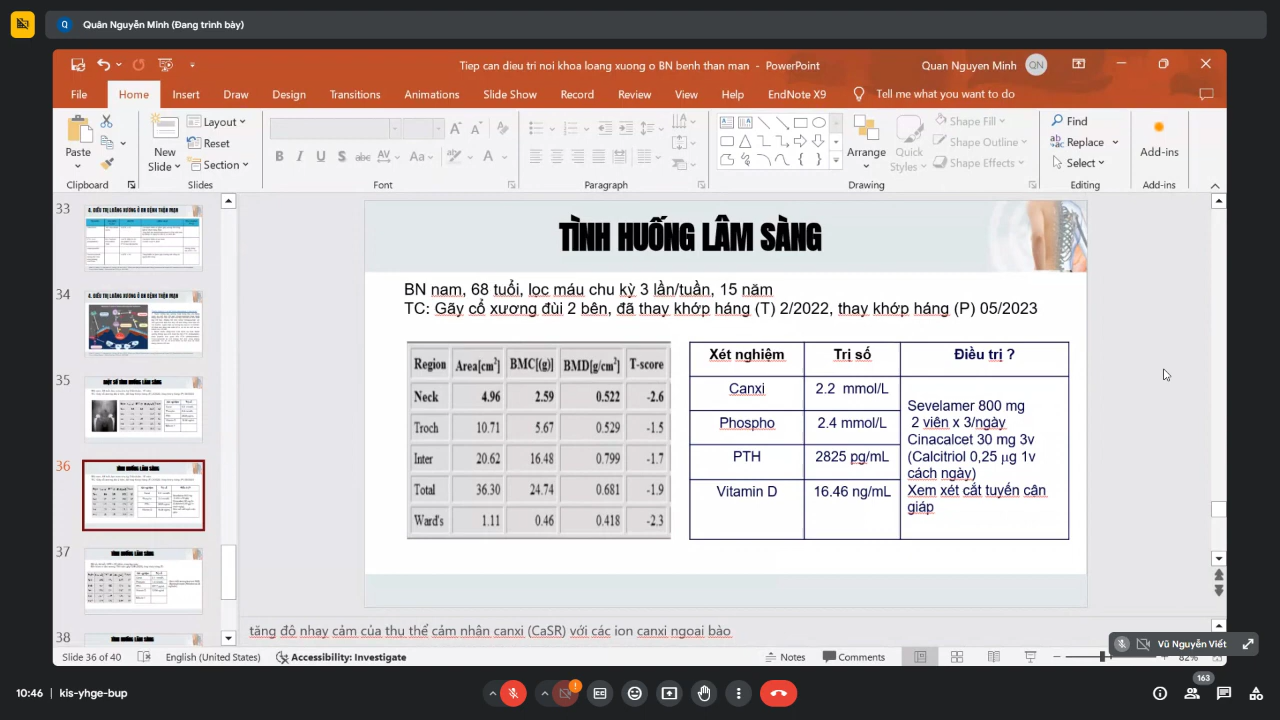 Quân Nguyễn Minh (Đang trình bày)
Tiep can dieu tri noi khoa loang xuong o BN benh than man - PowerPoint
Quan Nguyen Minh
QN
File Home Insert Draw Design Transitions Animations Slide Show Record Review View Help EndNote X9 Tell me what you want to do
Paste
Clipboard
New Slide
Layout
Reset
Section
Slides
B I U S abc AV Aa A
Font
Paragraph
Arrange
Quick Styles
Shape Fill
Shape Outline
Shape Effects
Drawing
Find
Replace
Select
Editing
Add-ins
Add-ins
33
34
35
36
37
38
TÌNH HUỐNG LÂM SÀNG
BN nam, 68 tuổi, lọc máu chu kỳ 3 lần/tuần, 15 năm
TC: Gãy cổ xương đùi 2 bên, đã thay khớp háng (T) 2/2022, thay khớp háng (P) 05/2023
Region Area[cm²] BMC[(g)] BMD[g/cm²] T-score
Neck 4.96 2.59 0.522 -2.6
Troch 10.71 5.67 0.529 -1.5
Inter 20.62 16.48 0.799 -1.7
Total 36.30 24.74 0.681 -1.9
Ward's 1.11 0.46 0.418 -2.3
Xét nghiệm Trị số Điều trị ?
Canxi 2.29 mmol/L
Phospho 2.4 mmol/L
PTH 2825 pg/mL
Vitamin D 16.46 ng/mL
Sevelamer 800 mg
2 viên x 3/ngày
Cinacalcet 30 mg 3v
(Calcitriol 0,25 µg 1v
cách ngày)
Xem xét cắt tuyến cận
giáp
tăng độ nhạy cảm của thụ thể cảm nhận canxi (CaSR) với các ion canxi ngoại bào
Vũ Nguyễn Viết
Slide 36 of 40 English (United States) Accessibility: Investigate Notes Comments 82%
10:46 | kis-yhge-bup
163